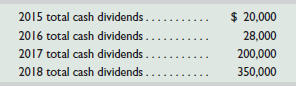 2015 total cash dividends . . . . . . . . . . . $ 20,000
2016 total cash dividends . . . . . . . . . . . 28,000
2017 total cash dividends . . . . . . . . . . . 200,000
2018 total cash dividends . . . . . . . . . . . 350,000